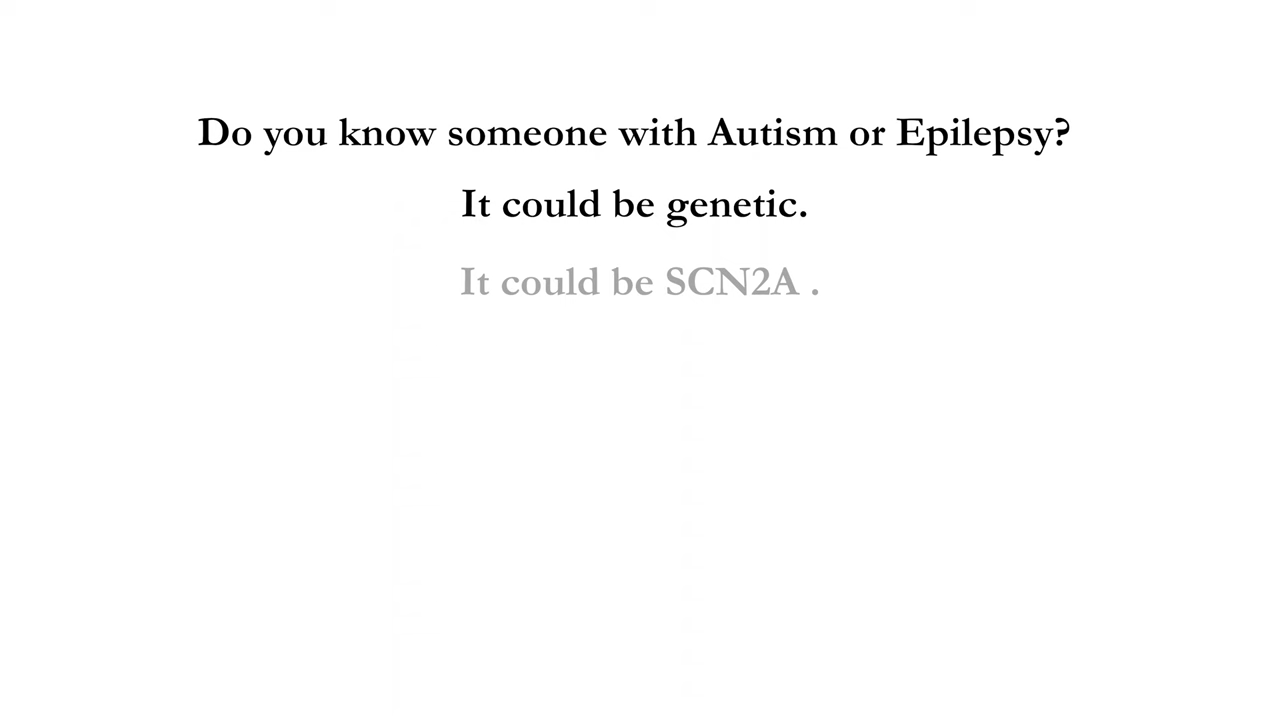 Do you know someone with Autism or Epilepsy?
It could be genetic.
It could be SCN2A .